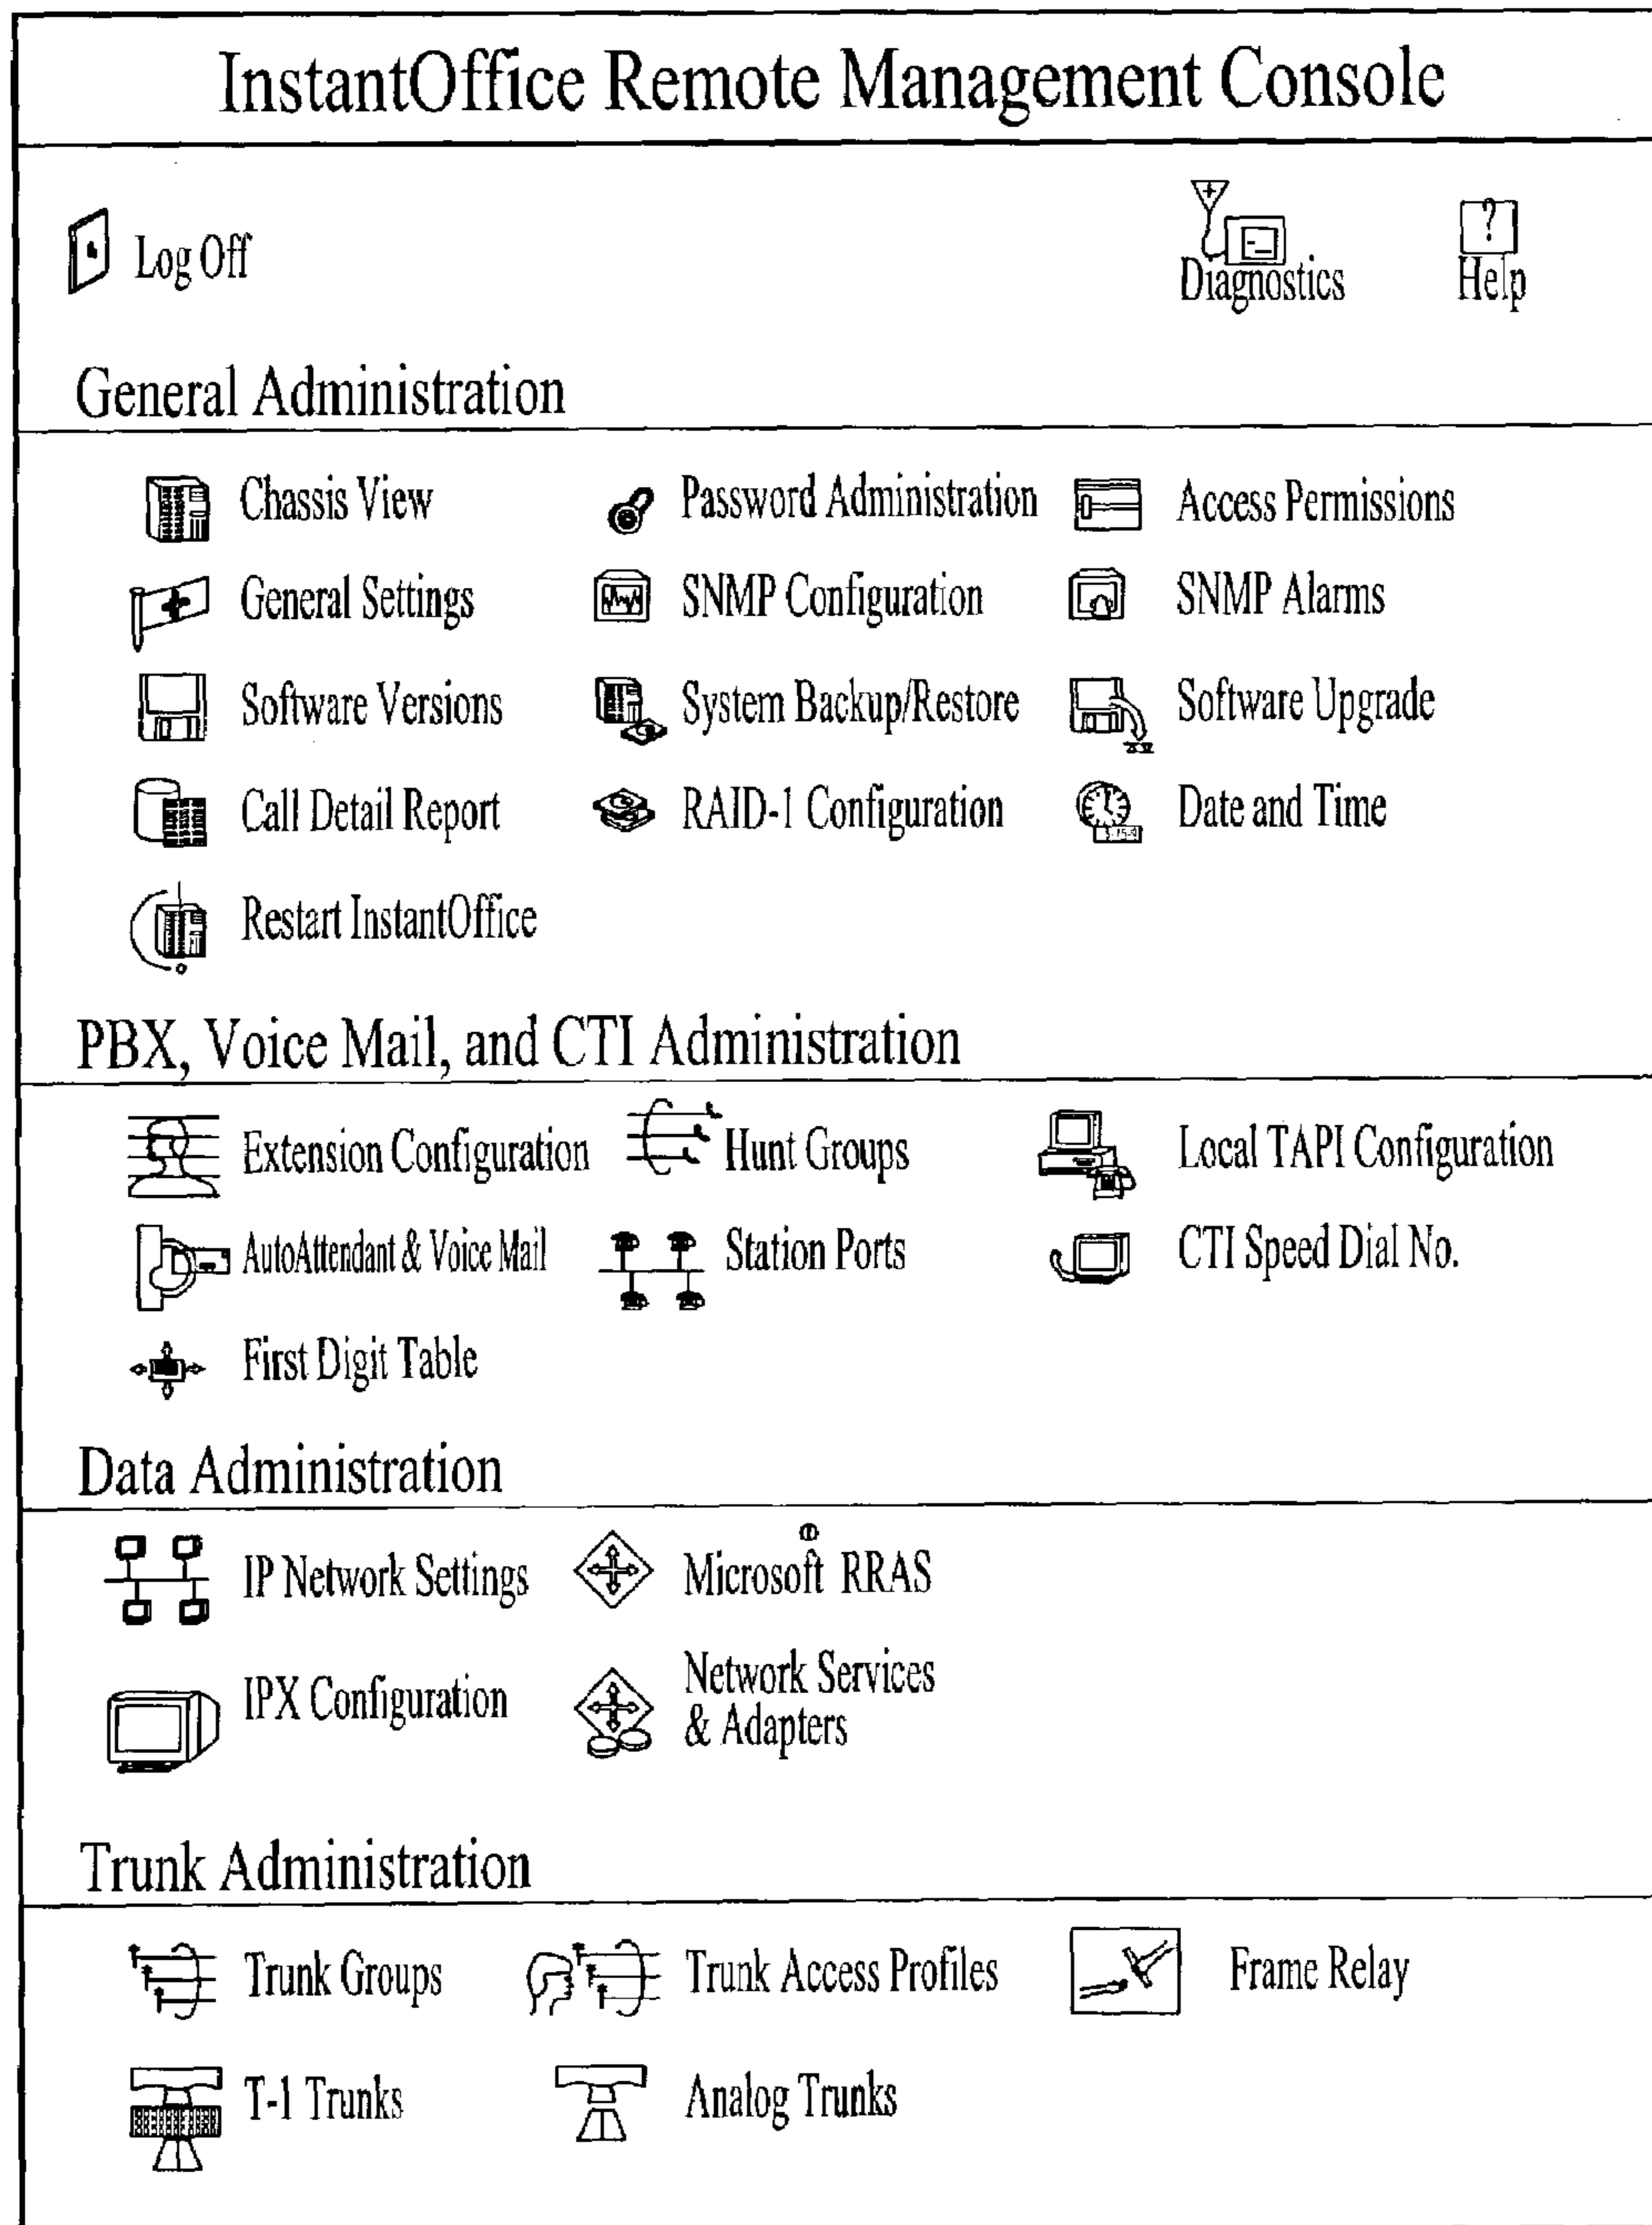 InstantOffice Remote Management Console
Log Off
Diagnostics
Help
General Administration
Chassis View
Password Administration
Access Permissions
General Settings
SNMP Configuration
SNMP Alarms
Software Versions
System Backup/Restore
Software Upgrade
Call Detail Report
RAID-1 Configuration
Date and Time
Restart InstantOffice
PBX, Voice Mail, and CTI Administration
Extension Configuration
Hunt Groups
Local TAPI Configuration
AutoAttendant & Voice Mail
Station Ports
CTI Speed Dial No.
First Digit Table
Data Administration
IP Network Settings
Microsoft RRAS
IPX Configuration
Network Services
& Adapters
Trunk Administration
Trunk Groups
Trunk Access Profiles
Frame Relay
T-1 Trunks
Analog Trunks